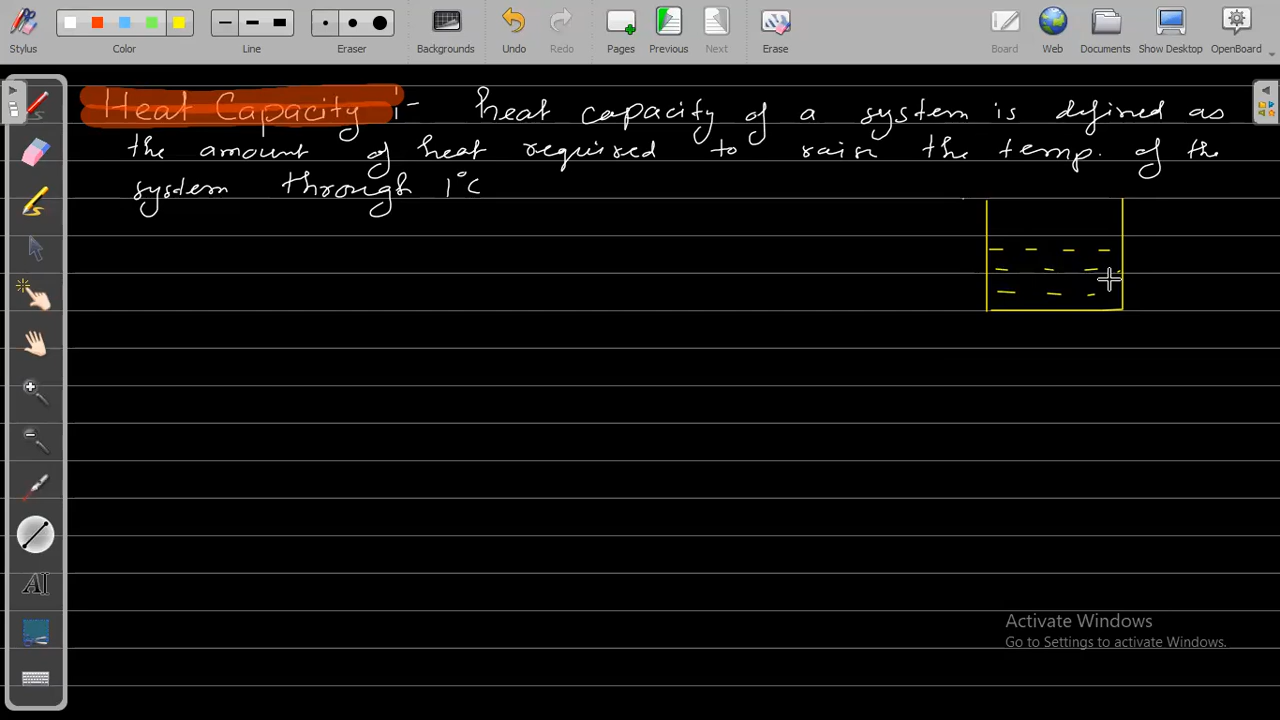 Stylus
Color
Line
Eraser
Backgrounds
Undo
Redo
Pages
Previous
Next
Erase
Board
Web
Documents
Show Desktop
OpenBoard
Heat Capacity :- heat capacity of a system is defined as
the amount of heat required to raise the temp. of the
system through 1°C
Activate Windows
Go to Settings to activate Windows.